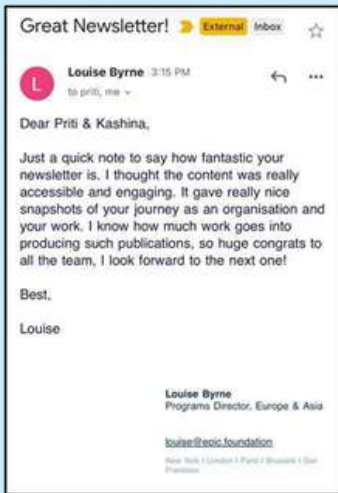 Great Newsletter! External Inbox
L
Louise Byrne 3:15 PM
to priti, me
Dear Priti & Kashina,
Just a quick note to say how fantastic your
newsletter is. I thought the content was really
accessible and engaging. It gave really nice
snapshots of your journey as an organisation and
your work. I know how much work goes into
producing such publications, so huge congrats to
all the team, I look forward to the next one!
Best,
Louise
Louise Byrne
Programs Director, Europe & Asia
louise@epic.foundation
New York I London I Paris I Brussels I San
Francisco